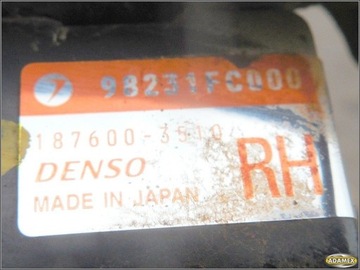 98231FC000
187600-3510
DENSO
RH
MADE IN JAPAN
ADAMEX